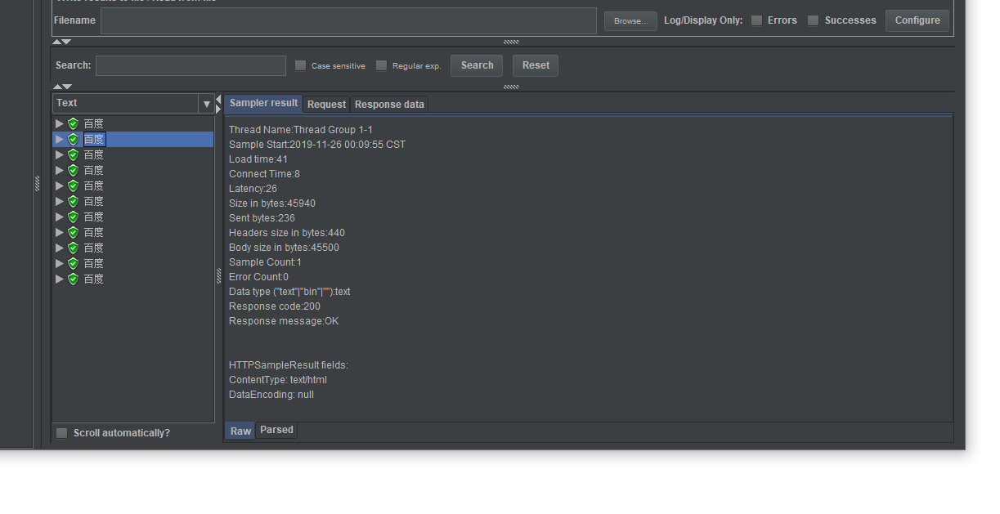 Filename
Browse...
Log/Display Only:
Errors
Successes
Configure
Search:
Case sensitive
Regular exp.
Search
Reset
Text
Sampler result
Request
Response data
百度
百度
百度
百度
百度
百度
百度
百度
百度
百度
百度
Thread Name:Thread Group 1-1
Sample Start:2019-11-26 00:09:55 CST
Load time:41
Connect Time:8
Latency:26
Size in bytes:45940
Sent bytes:236
Headers size in bytes:440
Body size in bytes:45500
Sample Count:1
Error Count:0
Data type ("text"|"bin"|""):text
Response code:200
Response message:OK
HTTPSampleResult fields:
ContentType: text/html
DataEncoding: null
Scroll automatically?
Raw
Parsed